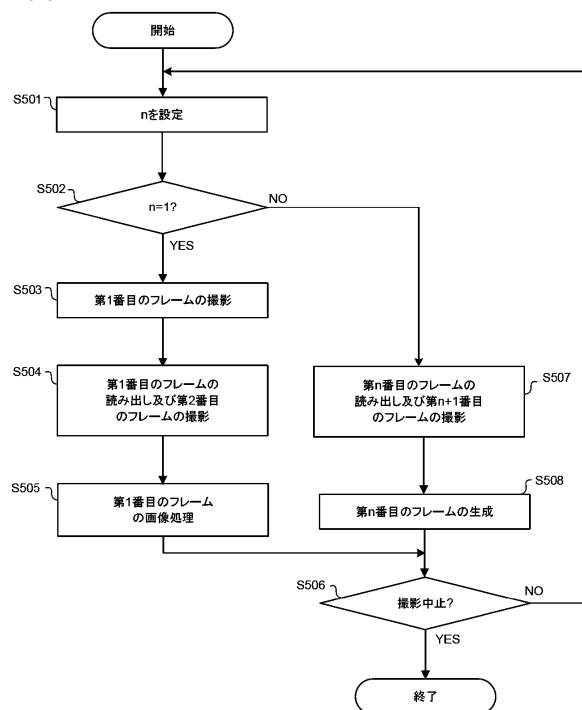 開始
S501
nを設定
S502
n=1?
NO
YES
S503
第1番目のフレームの撮影
S504
第1番目のフレームの
読み出し及び第2番目
のフレームの撮影
S507
第n番目のフレームの
読み出し及び第n+1番目
のフレームの撮影
S505
第1番目のフレーム
の画像処理
S508
第n番目のフレームの生成
S506
撮影中止?
NO
YES
終了